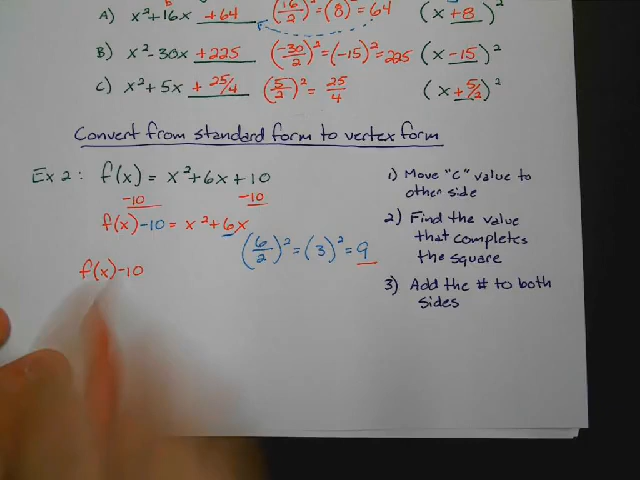 b
A) x²+16x +64 (16/2)² = (8)² = 64 (x +8)²
B) x²-30x +225 (-30/2)² = (-15)² = 225 (x -15)²
C) x²+5x + 25/4 (5/2)² = 25/4 (x + 5/2)²
Convert from standard form to vertex form
Ex 2: f(x) = x²+6x+10
-10 -10
f(x)-10 = x²+6x
(6/2)² = (3)² = 9
f(x)-10
1) Move "C" value to
other side
2) Find the value
that completes
the square
3) Add the # to both
sides